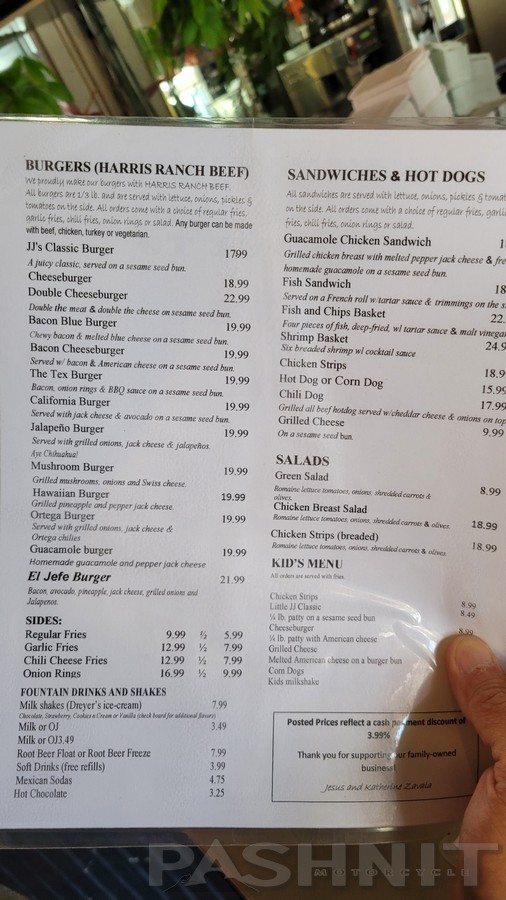 BURGERS (HARRIS RANCH BEEF)
We proudly make our burgers with HARRIS RANCH BEEF.
All burgers are 1/3 lb. and are served with lettuce, onions, pickles &
tomatoes on the side. All orders come with a choice of regular fries,
garlic fries, chili fries, onion rings or salad. Any burger can be made
with beef, chicken, turkey or vegetarian.
JJ's Classic Burger 1799
A juicy classic, served on a sesame seed bun.
Cheeseburger 18.99
Double Cheeseburger 22.99
Double the meat & double the cheese on sesame seed bun.
Bacon Blue Burger 19.99
Chewy bacon & melted blue cheese on a sesame seed bun.
Bacon Cheeseburger 19.99
Served w/ bacon & American cheese on a sesame seed bun.
The Tex Burger 19.99
Bacon, onion rings & BBQ sauce on a sesame seed bun.
California Burger 19.99
Served with jack cheese & avocado on a sesame seed bun.
Jalapeño Burger 19.99
Served with grilled onions, jack cheese & jalapeños.
Aye Chihuahua!
Mushroom Burger 19.99
Grilled mushrooms, onions and Swiss cheese.
Hawaiian Burger 19.99
Grilled pineapple and pepper jack cheese.
Ortega Burger 19.99
Served with grilled onions, jack cheese &
Ortega chilies
Guacamole burger 19.99
Homemade guacamole and pepper jack cheese
El Jefe Burger 21.99
Bacon, avocado, pineapple, jack cheese, grilled onions and
Jalapenos.
SIDES:
Regular Fries 9.99 ½ 5.99
Garlic Fries 12.99 ½ 7.99
Chili Cheese Fries 12.99 ½ 7.99
Onion Rings 16.99 ½ 9.99
FOUNTAIN DRINKS AND SHAKES
Milk shakes (Dreyer's ice-cream) 7.99
Chocolate, Strawberry, Cookies n Cream or Vanilla (check board for additional flavors)
Milk or OJ 3.49
Milk or OJ3.49
Root Beer Float or Root Beer Freeze 7.99
Soft Drinks (free refills) 3.99
Mexican Sodas 4.75
Hot Chocolate 3.25
SANDWICHES & HOT DOGS
All sandwiches are served with lettuce, onions, pickles & tomat
on the side. All orders come with a choice of regular fries, garlic
fries, chili fries, onion rings or salad.
Guacamole Chicken Sandwich 1
Grilled chicken breast with melted pepper jack cheese & fre
homemade guacamole on a sesame seed bun.
Fish Sandwich 18
Served on a French roll w/tartar sauce & trimmings on the s
Fish and Chips Basket 22.
Four pieces of fish, deep-fried, w/ tartar sauce & malt vinegar
Shrimp Basket 24.9
Six breaded shrimp w/ cocktail sauce
Chicken Strips 18.9
Hot Dog or Corn Dog 15.99
Chili Dog 17.99
Grilled all beef hotdog served w/cheddar cheese & onions on top
Grilled Cheese 9.99
On a sesame seed bun.
SALADS
Green Salad 8.99
Romaine lettuce tomatoes, onions, shredded carrots &
olives.
Chicken Breast Salad 18.99
Romaine lettuce tomatoes, onions, shredded carrots & olives.
Chicken Strips (breaded) 18.99
Romaine lettuce tomatoes, onions, shredded carrots & olives.
KID'S MENU
All orders are served with fries.
Chicken Strips 8.99
Little JJ Classic 8.49
¼ lb. patty on a sesame seed bun
Cheeseburger 8.99
¼ lb. patty with American cheese
Grilled Cheese
Melted American cheese on a burger bun
Corn Dogs
Kids milkshake
Posted Prices reflect a cash payment discount of
3.99%
Thank you for supporting our family-owned
business!
Jesus and Katherine Zavala
PASHNIT
MOTORCYCLE